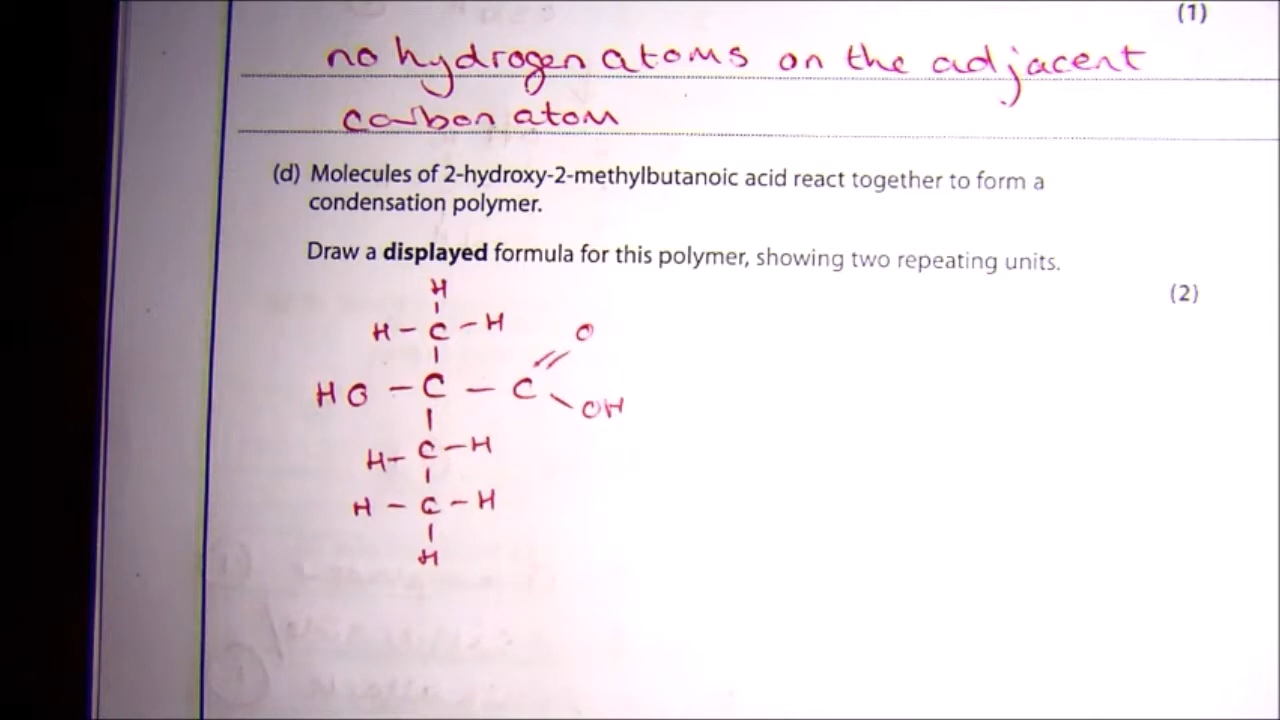 (1)
no hydrogen atoms on the adjacent
carbon atom
(d) Molecules of 2-hydroxy-2-methylbutanoic acid react together to form a
condensation polymer.
Draw a displayed formula for this polymer, showing two repeating units.
(2)
H
H - C - H O
HO - C - C
OH
H - C - H
H - C - H
H